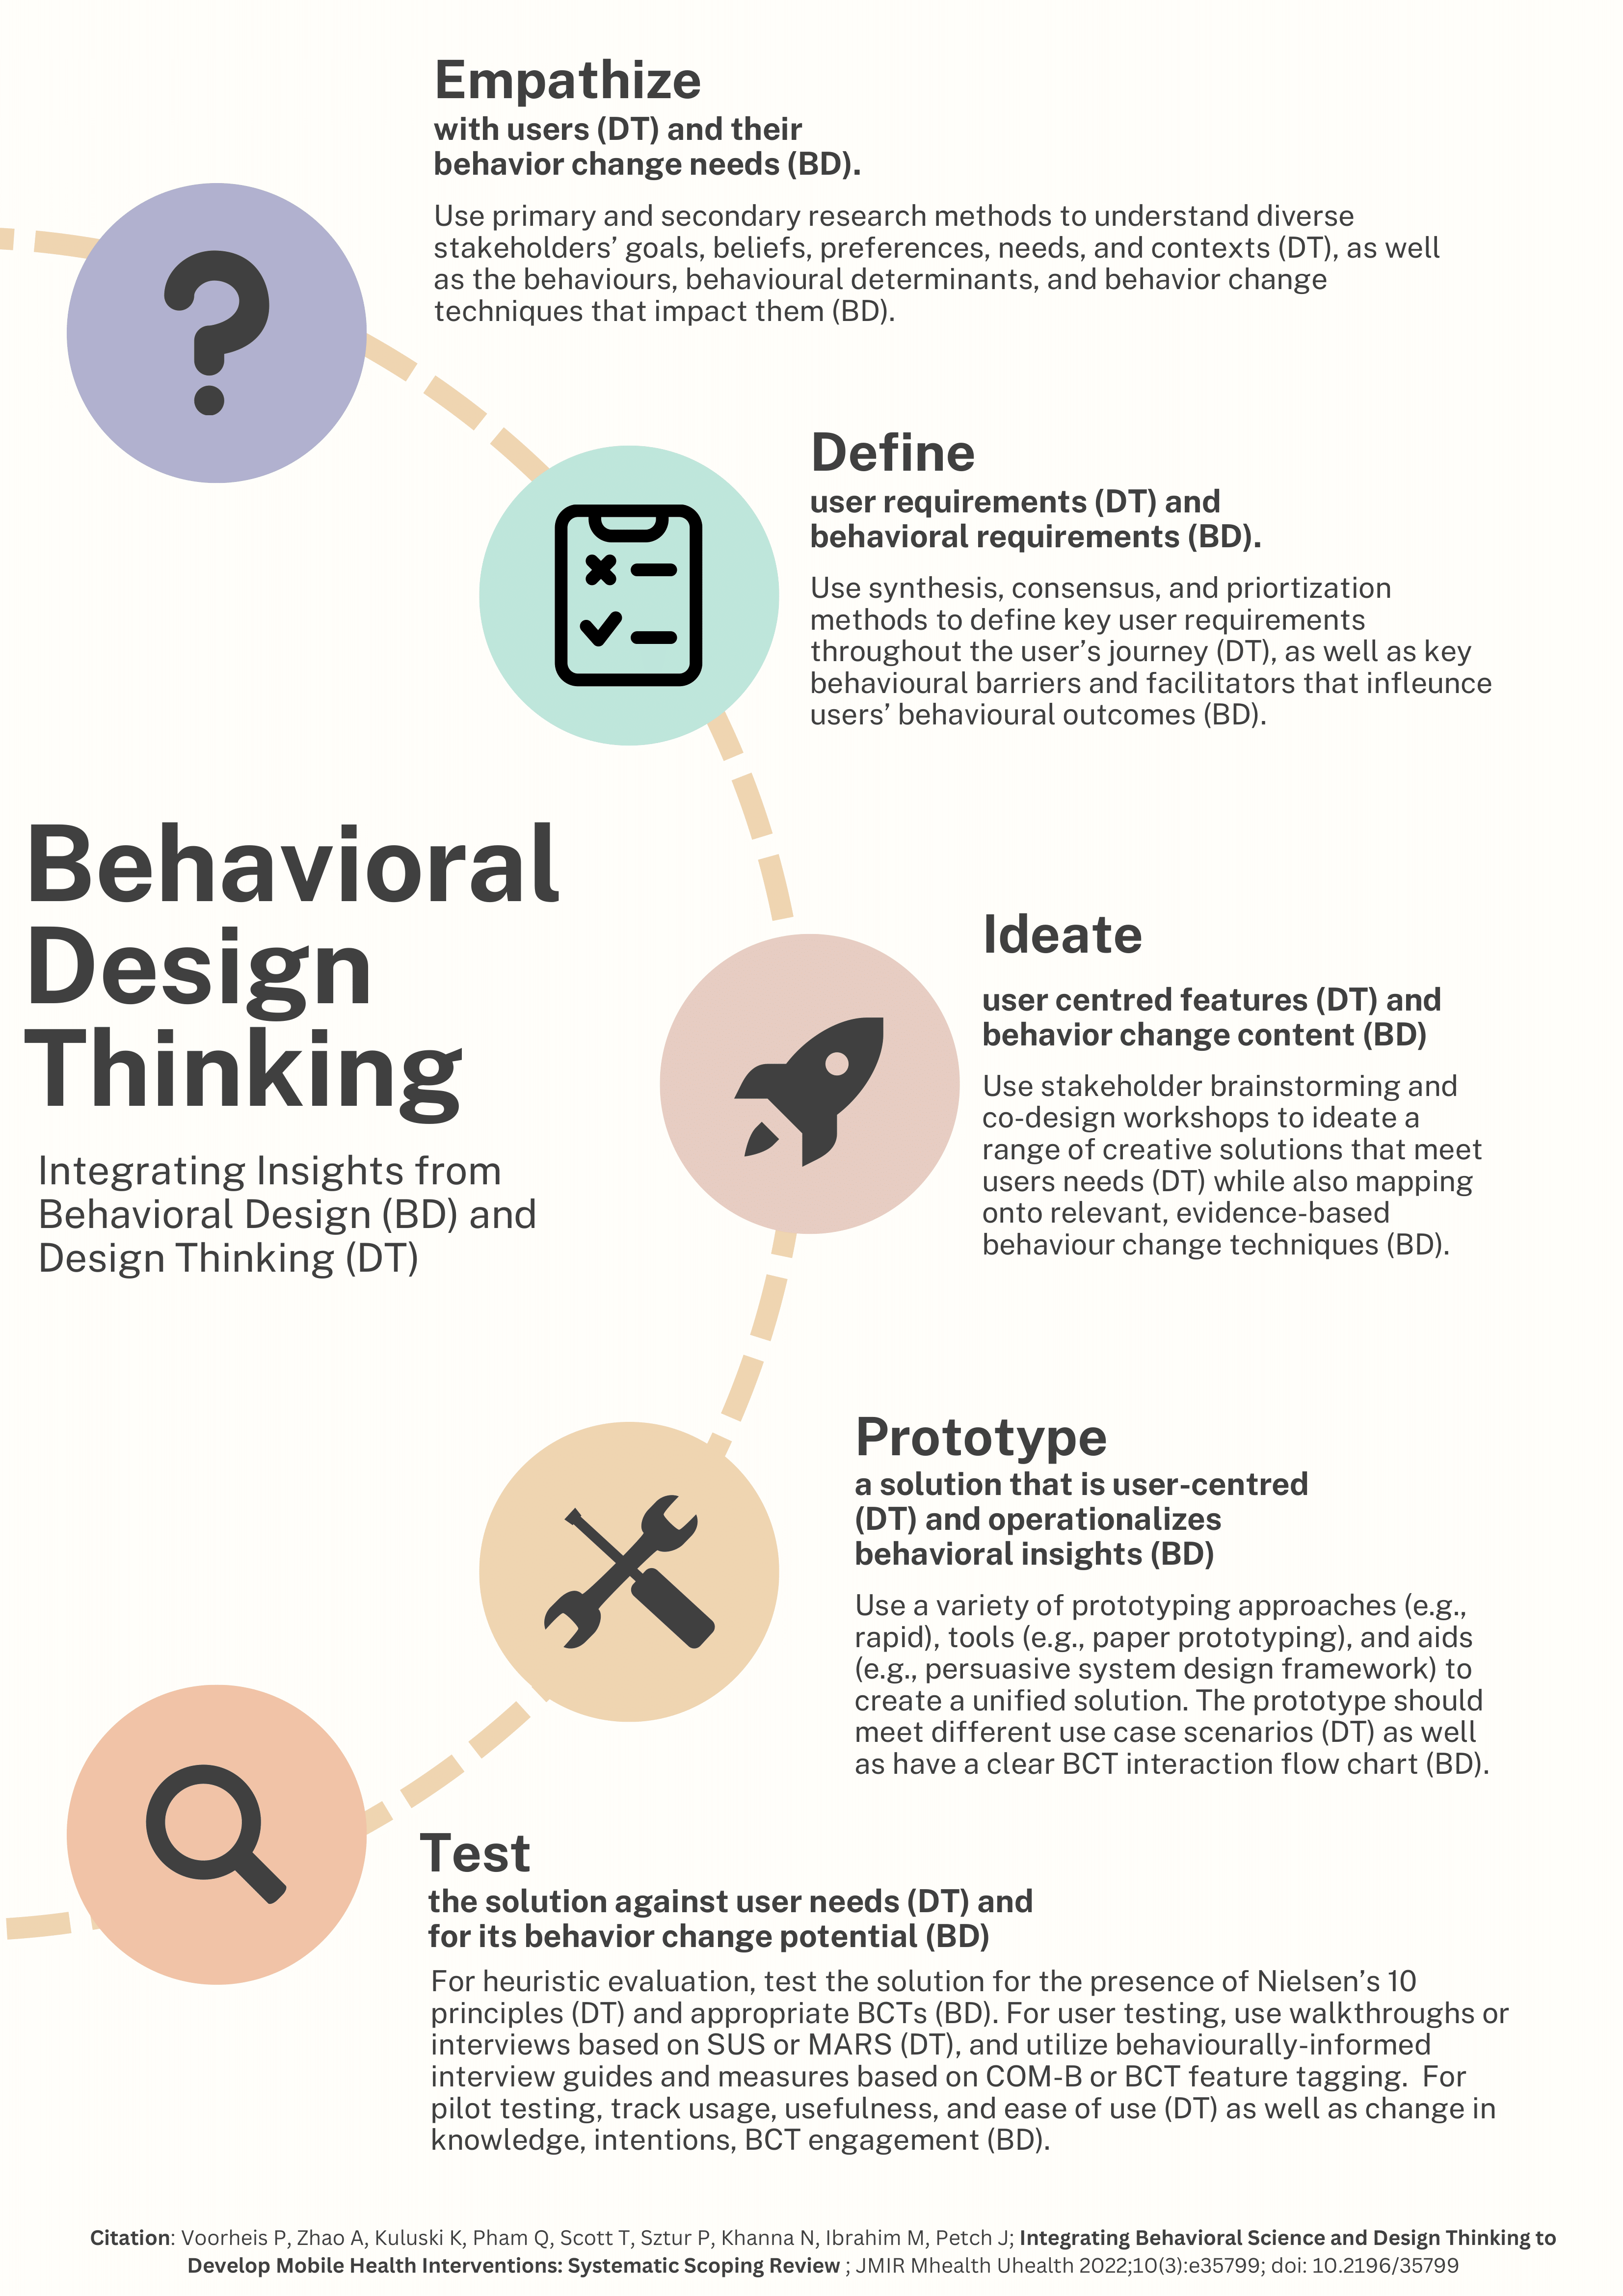 Empathize
with users (DT) and their
behavior change needs (BD).
Use primary and secondary research methods to understand diverse
stakeholders’ goals, beliefs, preferences, needs, and contexts (DT), as well
as the behaviours, behavioural determinants, and behavior change
techniques that impact them (BD).
Define
user requirements (DT) and
behavioral requirements (BD).
Use synthesis, consensus, and priortization
methods to define key user requirements
throughout the user’s journey (DT), as well as key
behavioural barriers and facilitators that infleunce
users’ behavioural outcomes (BD).
Behavioral
Design
Thinking
Integrating Insights from
Behavioral Design (BD) and
Design Thinking (DT)
Ideate
user centred features (DT) and
behavior change content (BD)
Use stakeholder brainstorming and
co-design workshops to ideate a
range of creative solutions that meet
users needs (DT) while also mapping
onto relevant, evidence-based
behaviour change techniques (BD).
Prototype
a solution that is user-centred
(DT) and operationalizes
behavioral insights (BD)
Use a variety of prototyping approaches (e.g.,
rapid), tools (e.g., paper prototyping), and aids
(e.g., persuasive system design framework) to
create a unified solution. The prototype should
meet different use case scenarios (DT) as well
as have a clear BCT interaction flow chart (BD).
Test
the solution against user needs (DT) and
for its behavior change potential (BD)
For heuristic evaluation, test the solution for the presence of Nielsen’s 10
principles (DT) and appropriate BCTs (BD). For user testing, use walkthroughs or
interviews based on SUS or MARS (DT), and utilize behaviourally-informed
interview guides and measures based on COM-B or BCT feature tagging.  For
pilot testing, track usage, usefulness, and ease of use (DT) as well as change in
knowledge, intentions, BCT engagement (BD).
Citation: Voorheis P, Zhao A, Kuluski K, Pham Q, Scott T, Sztur P, Khanna N, Ibrahim M, Petch J; Integrating Behavioral Science and Design Thinking to
Develop Mobile Health Interventions: Systematic Scoping Review ; JMIR Mhealth Uhealth 2022;10(3):e35799; doi: 10.2196/35799